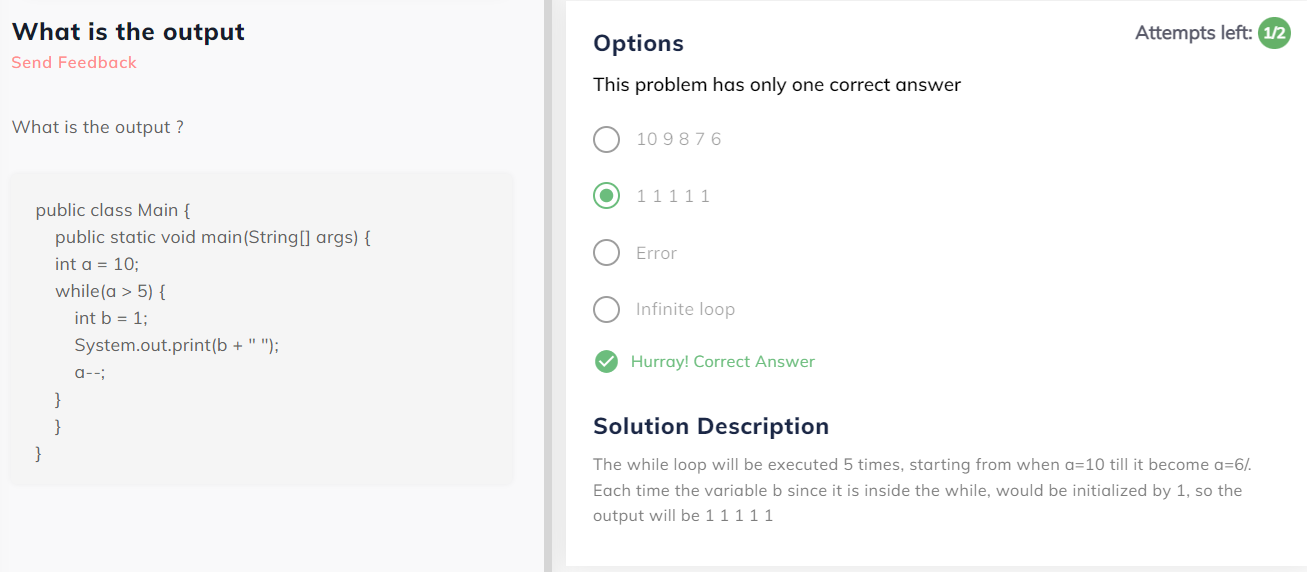 What is the output
Send Feedback
What is the output ?
public class Main {
public static void main(String[] args) {
int a = 10;
while(a > 5) {
int b = 1;
System.out.print(b + " ");
a--;
}
}
}
Options
Attempts left: 1/2
This problem has only one correct answer
10 9 8 7 6
1 1 1 1 1
Error
Infinite loop
Hurray! Correct Answer
Solution Description
The while loop will be executed 5 times, starting from when a=10 till it become a=6/.
Each time the variable b since it is inside the while, would be initialized by 1, so the
output will be 1 1 1 1 1